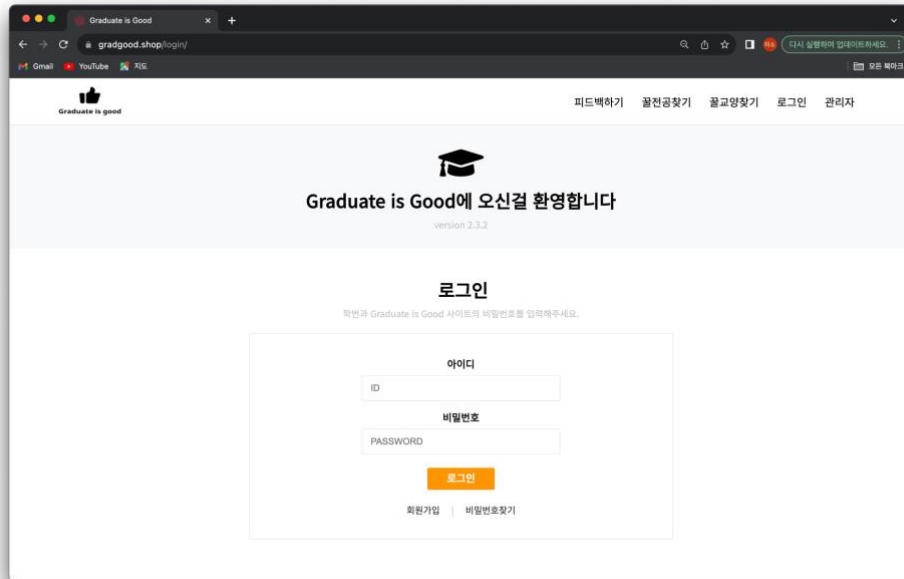 Graduate is Good
gradgood.shop/login/
다시 실행하여 업데이트하세요.
Gmail
YouTube
지도
모든 북마크
Graduate is good
피드백하기
꿀전공찾기
꿀교양찾기
로그인
관리자
Graduate is Good에 오신걸 환영합니다
version 2.3.2
로그인
학번과 Graduate is Good 사이트의 비밀번호를 입력해주세요.
아이디
ID
비밀번호
PASSWORD
로그인
회원가입 | 비밀번호찾기